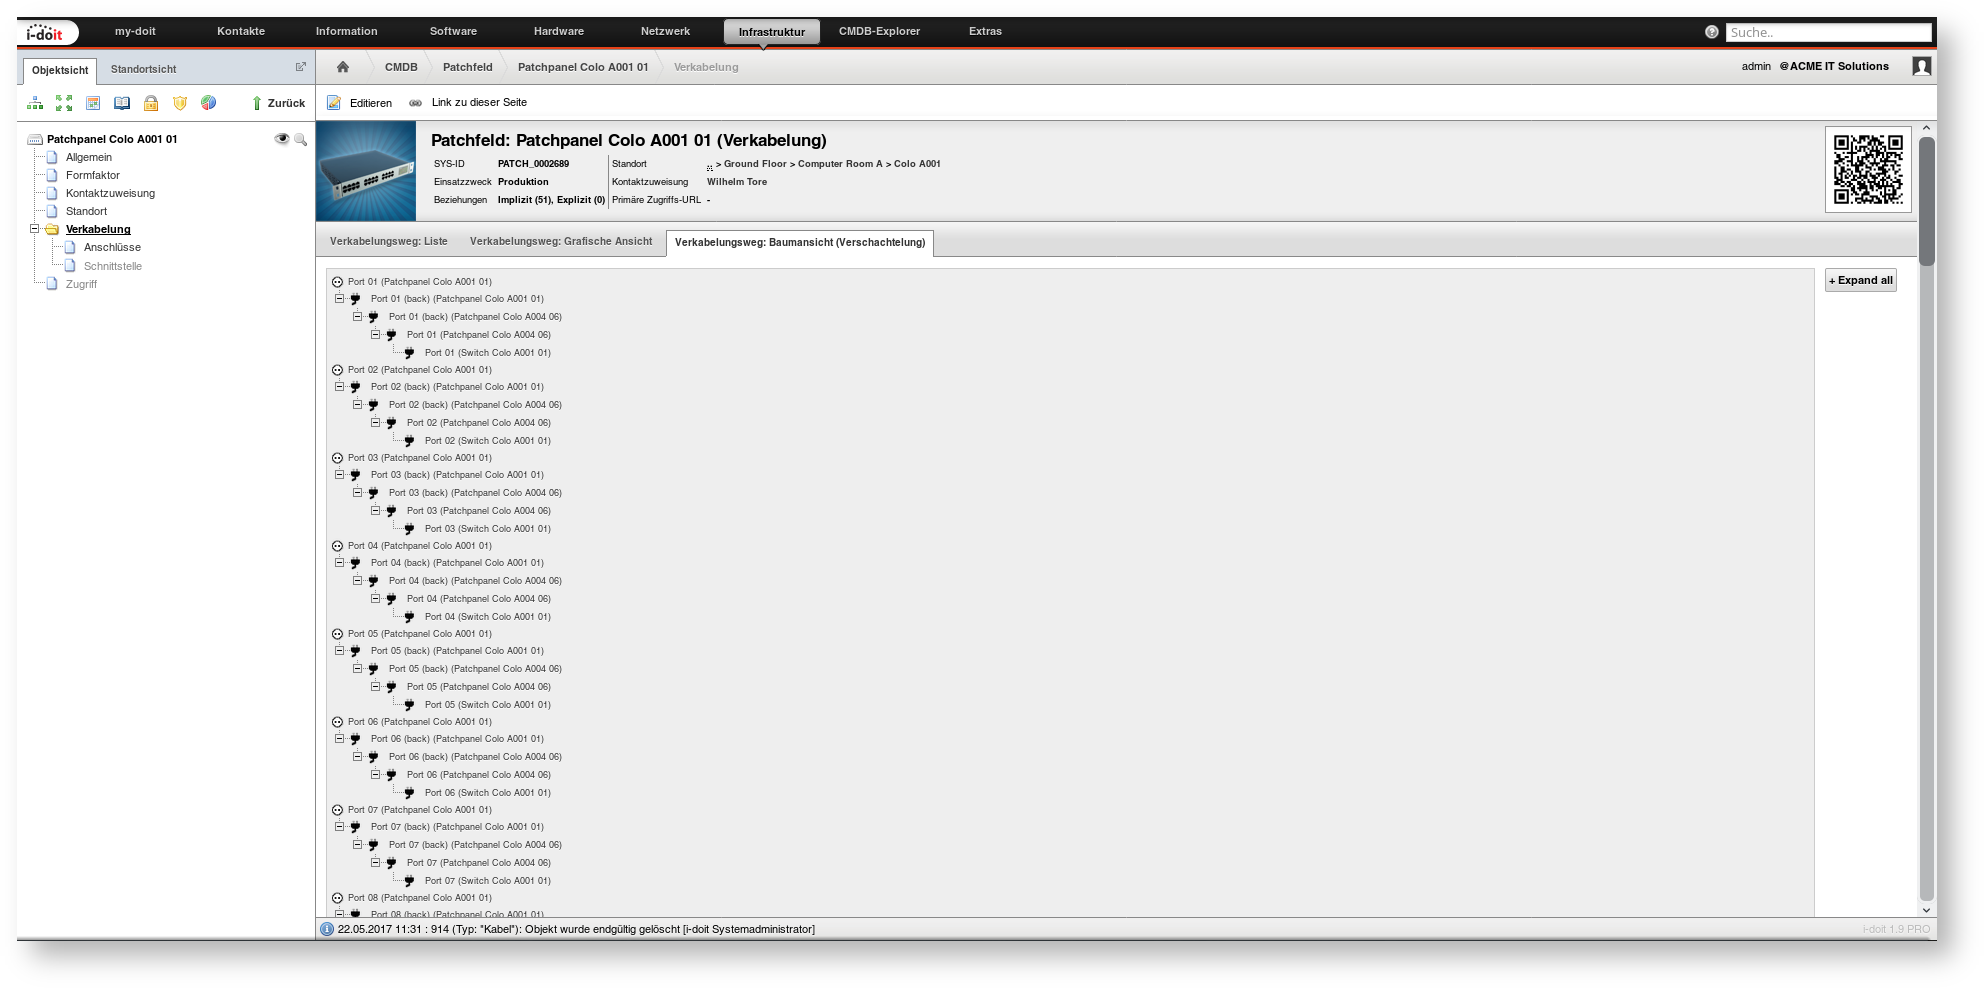 i-doit my-doit Kontakte Information Software Hardware Netzwerk Infrastruktur CMDB-Explorer Extras Suche..
Objektsicht Standortsicht CMDB Patchfeld Patchpanel Colo A001 01 Verkabelung admin @ACME IT Solutions
Zurück Editieren Link zu dieser Seite
Patchpanel Colo A001 01
Allgemein
Formfaktor
Kontaktzuweisung
Standort
Verkabelung
Anschlüsse
Schnittstelle
Zugriff
Patchfeld: Patchpanel Colo A001 01 (Verkabelung)
SYS-ID PATCH_0002689 Standort .. > Ground Floor > Computer Room A > Colo A001
Einsatzzweck Produktion Kontaktzuweisung Wilhelm Tore
Beziehungen Implizit (51), Explizit (0) Primäre Zugriffs-URL -
Verkabelungsweg: Liste Verkabelungsweg: Grafische Ansicht Verkabelungsweg: Baumansicht (Verschachtelung)
+ Expand all
Port 01 (Patchpanel Colo A001 01)
Port 01 (back) (Patchpanel Colo A001 01)
Port 01 (back) (Patchpanel Colo A004 06)
Port 01 (Patchpanel Colo A004 06)
Port 01 (Switch Colo A001 01)
Port 02 (Patchpanel Colo A001 01)
Port 02 (back) (Patchpanel Colo A001 01)
Port 02 (back) (Patchpanel Colo A004 06)
Port 02 (Patchpanel Colo A004 06)
Port 02 (Switch Colo A001 01)
Port 03 (Patchpanel Colo A001 01)
Port 03 (back) (Patchpanel Colo A001 01)
Port 03 (back) (Patchpanel Colo A004 06)
Port 03 (Patchpanel Colo A004 06)
Port 03 (Switch Colo A001 01)
Port 04 (Patchpanel Colo A001 01)
Port 04 (back) (Patchpanel Colo A001 01)
Port 04 (back) (Patchpanel Colo A004 06)
Port 04 (Patchpanel Colo A004 06)
Port 04 (Switch Colo A001 01)
Port 05 (Patchpanel Colo A001 01)
Port 05 (back) (Patchpanel Colo A001 01)
Port 05 (back) (Patchpanel Colo A004 06)
Port 05 (Patchpanel Colo A004 06)
Port 05 (Switch Colo A001 01)
Port 06 (Patchpanel Colo A001 01)
Port 06 (back) (Patchpanel Colo A001 01)
Port 06 (back) (Patchpanel Colo A004 06)
Port 06 (Patchpanel Colo A004 06)
Port 06 (Switch Colo A001 01)
Port 07 (Patchpanel Colo A001 01)
Port 07 (back) (Patchpanel Colo A001 01)
Port 07 (back) (Patchpanel Colo A004 06)
Port 07 (Patchpanel Colo A004 06)
Port 07 (Switch Colo A001 01)
Port 08 (Patchpanel Colo A001 01)
Port 08 (back) (Patchpanel Colo A001 01)
22.05.2017 11:31 : 914 (Typ: "Kabel"): Objekt wurde endgültig gelöscht [i-doit Systemadministrator] i-doit 1.9 PRO